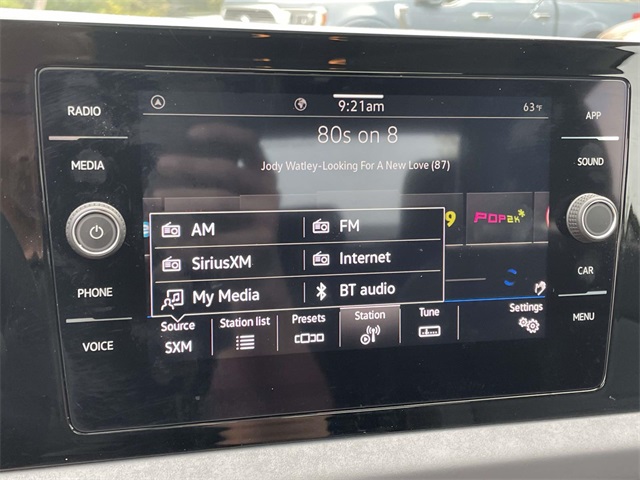 RADIO
MEDIA
PHONE
VOICE
9:21am
63°F
80s on 8
Jody Watley-Looking For A New Love (87)
9
POP2K
AM
FM
SiriusXM
Internet
My Media
BT audio
Source
SXM
Station list
Presets
Station
Tune
Settings
APP
SOUND
CAR
MENU